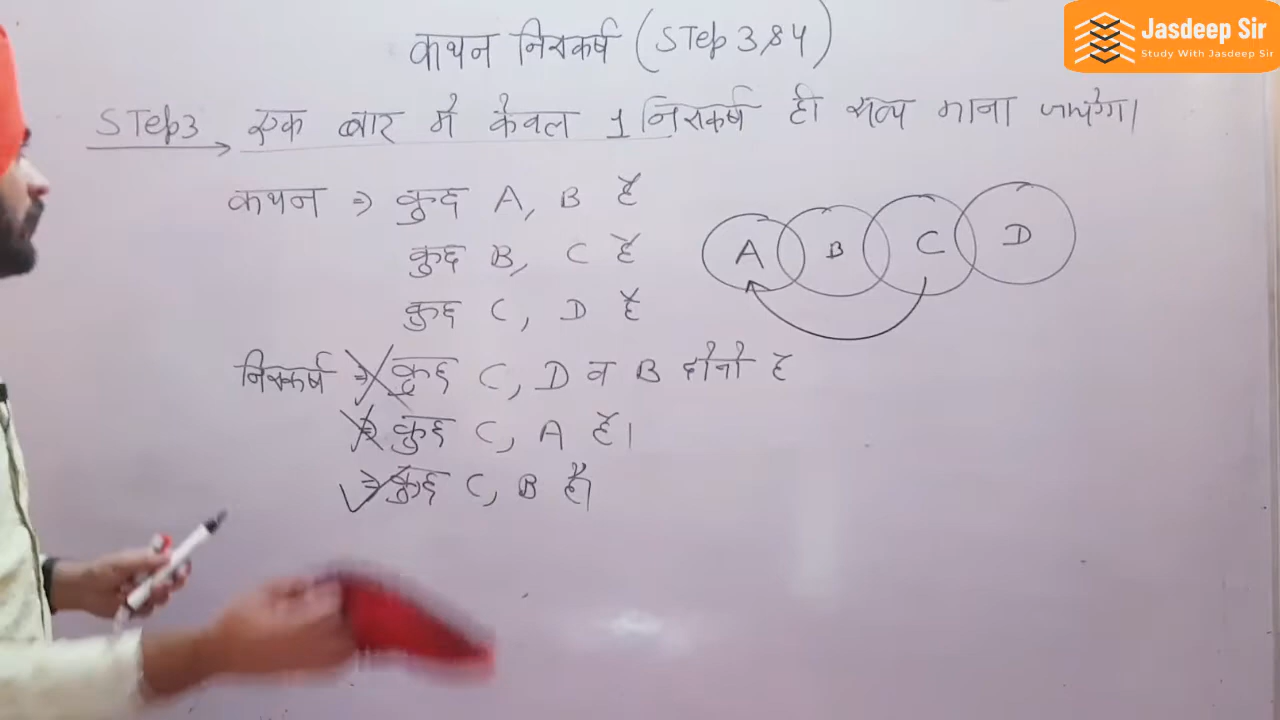 Jasdeep Sir
Study With Jasdeep Sir
कथन निस्कर्ष (STep 3 & 4)
STep3 एक बार मे केवल 1 निस्कर्ष ही सत्य माना जायेगा।
कथन ⇒ कुछ A, B है
कुछ B, C है
कुछ C, D है
A B C D
निस्कर्ष ⇒ कुछ C, D व B दोनो है
⇒ कुछ C, A है।
⇒ कुछ C, B है।